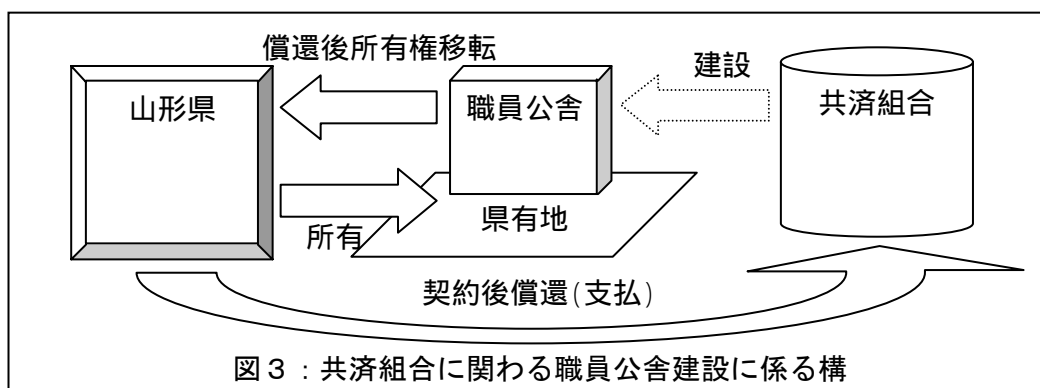 償還後所有権移転
建設
山形県
職員公舎
共済組合
所有
県有地
契約後償還(支払)
図3:共済組合に関わる職員公舎建設に係る構